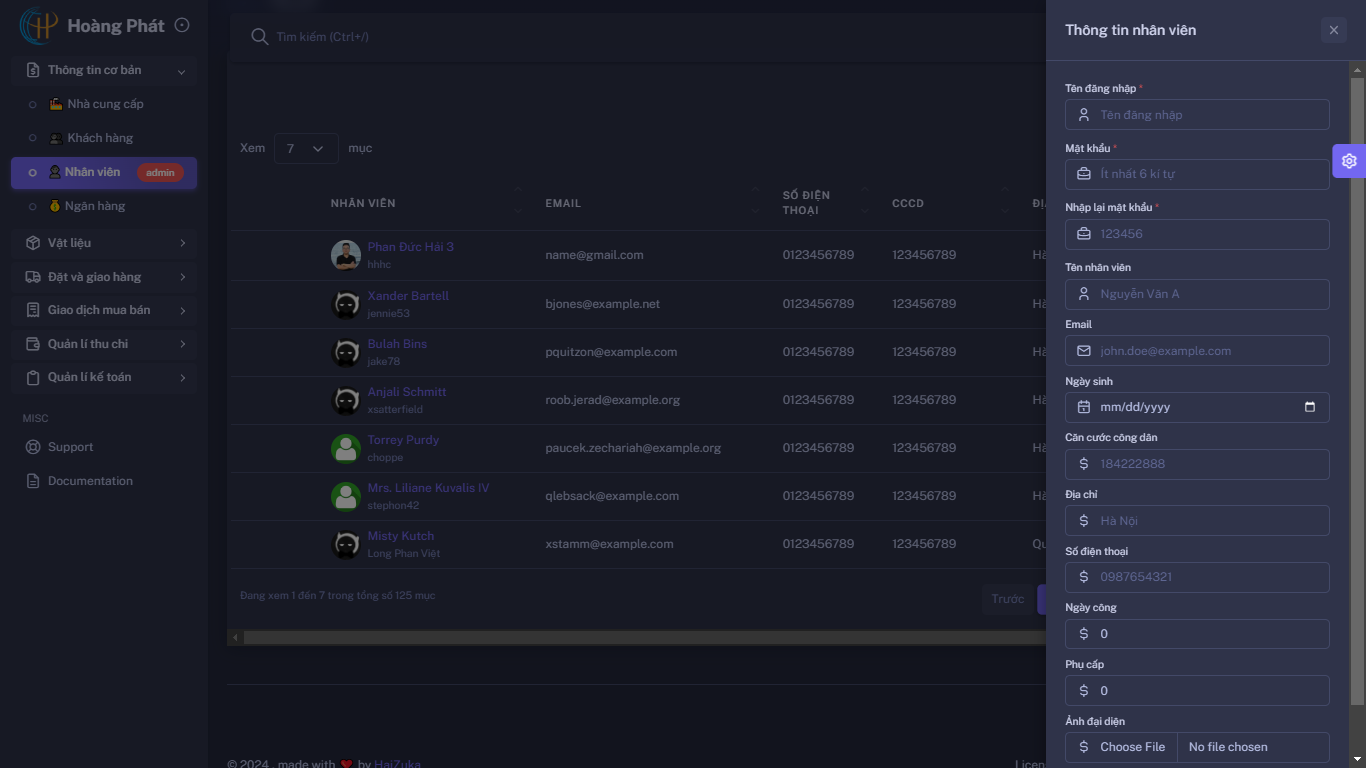 Hoàng Phát
Thông tin cơ bản
Nhà cung cấp
Khách hàng
Nhân viên admin
Ngân hàng
Vật liệu
Đặt và giao hàng
Giao dịch mua bán
Quản lí thu chi
Quản lí kế toán
MISC
Support
Documentation
Tìm kiếm (Ctrl+/)
Xem 7 mục
NHÂN VIÊN EMAIL SỐ ĐIỆN THOẠI CCCD
Phan Đức Hải 3 name@gmail.com 0123456789 123456789
hhhc
Xander Bartell bjones@example.net 0123456789 123456789
jennie53
Bulah Bins pquitzon@example.com 0123456789 123456789
jake78
Anjali Schmitt roob.jerad@example.org 0123456789 123456789
xsatterfield
Torrey Purdy paucek.zechariah@example.org 0123456789 123456789
choppe
Mrs. Liliane Kuvalis IV qlebsack@example.com 0123456789 123456789
stephon42
Misty Kutch xstamm@example.com 0123456789 123456789
Long Phan Việt
Đang xem 1 đến 7 trong tổng số 125 mục
Trước
© 2024 , made with ❤️ by HaiZuka
Licen
Thông tin nhân viên
Tên đăng nhập *
Tên đăng nhập
Mật khẩu *
Ít nhất 6 kí tự
Nhập lại mật khẩu *
123456
Tên nhân viên
Nguyễn Văn A
Email
john.doe@example.com
Ngày sinh
mm/dd/yyyy
Căn cước công dân
$ 184222888
Địa chỉ
$ Hà Nội
Số điện thoại
$ 0987654321
Ngày công
$ 0
Phụ cấp
$ 0
Ảnh đại diện
$ Choose File No file chosen